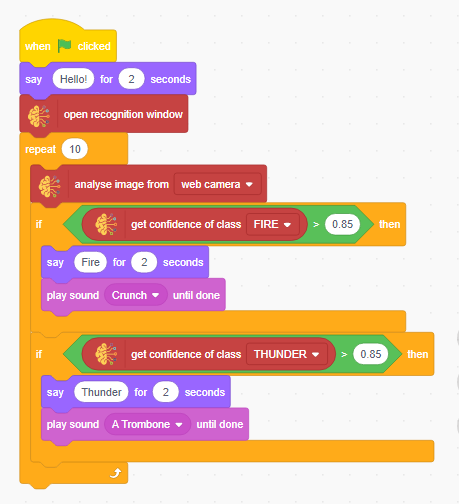 when clicked
say Hello! for 2 seconds
open recognition window
repeat 10
analyse image from web camera
if get confidence of class FIRE > 0.85 then
say Fire for 2 seconds
play sound Crunch until done
if get confidence of class THUNDER > 0.85 then
say Thunder for 2 seconds
play sound A Trombone until done